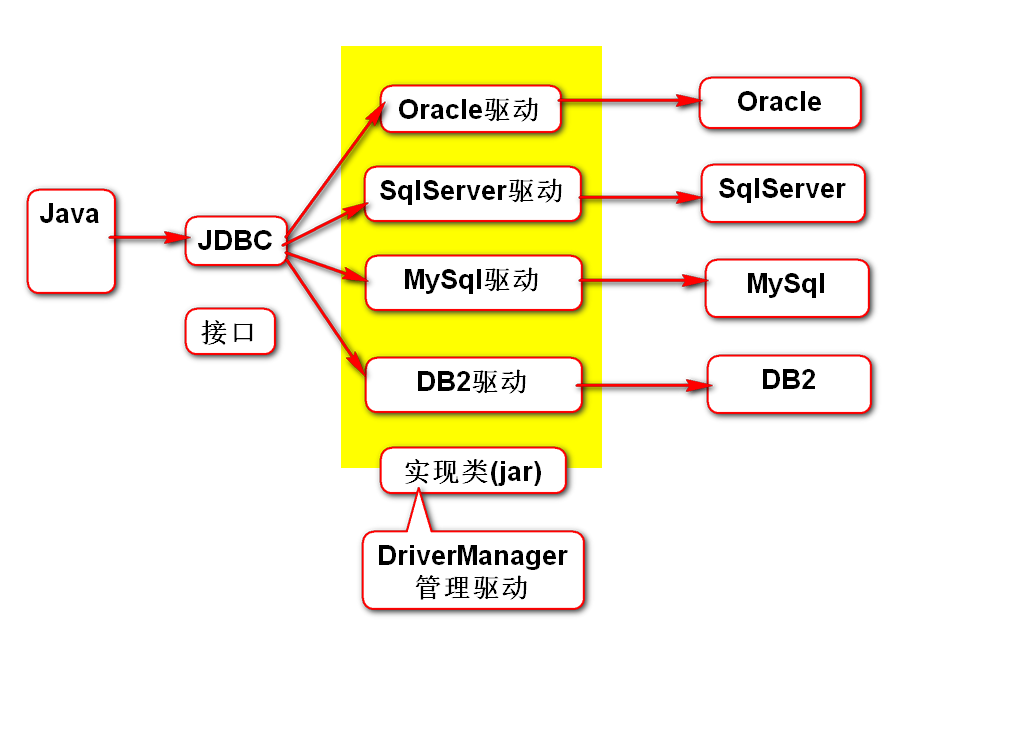 Java
JDBC
接口
Oracle驱动
SqlServer驱动
MySql驱动
DB2驱动
实现类(jar)
DriverManager
管理驱动
Oracle
SqlServer
MySql
DB2